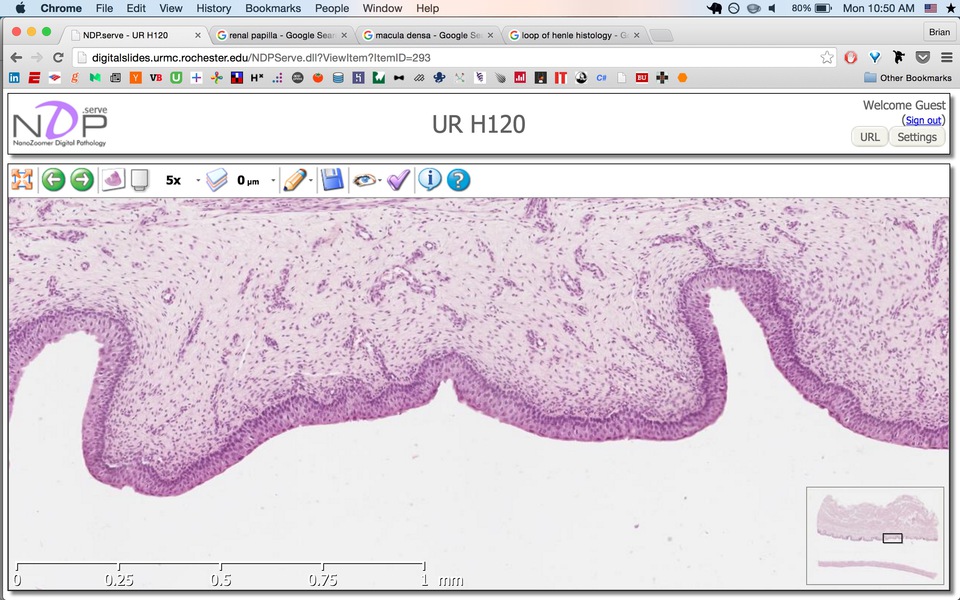 Chrome File Edit View History Bookmarks People Window Help 80% Mon 10:50 AM
NDP.serve - UR H120 renal papilla - Google Sear macula densa - Google Se loop of henle histology - G Brian
digitalslides.urmc.rochester.edu/NDPServe.dll?ViewItem?ItemID=293
Other Bookmarks
NDP .serve
NanoZoomer Digital Pathology
UR H120
Welcome Guest
(Sign out)
URL Settings
5x 0 µm
0 0.25 0.5 0.75 1 mm